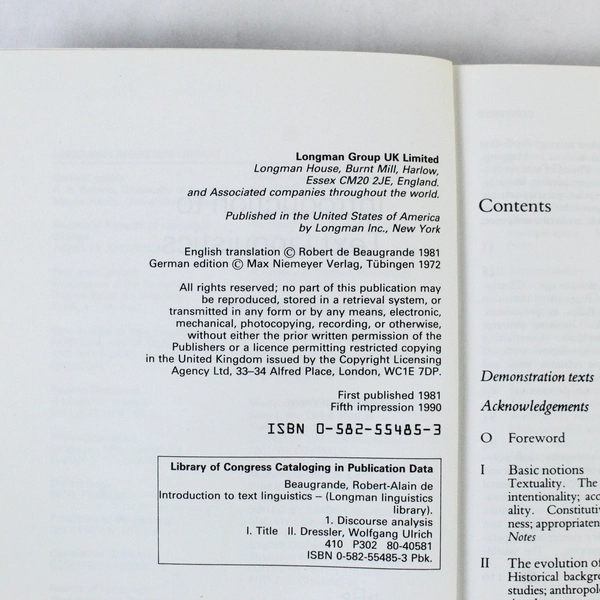 Longman Group UK Limited
Longman House, Burnt Mill, Harlow,
Essex CM20 2JE, England.
and Associated companies throughout the world.
Published in the United States of America
by Longman Inc., New York
English translation © Robert de Beaugrande 1981
German edition © Max Niemeyer Verlag, Tübingen 1972
All rights reserved; no part of this publication may
be reproduced, stored in a retrieval system, or
transmitted in any form or by any means, electronic,
mechanical, photocopying, recording, or otherwise,
without either the prior written permission of the
Publishers or a licence permitting restricted copying
in the United Kingdom issued by the Copyright Licensing
Agency Ltd, 33–34 Alfred Place, London, WC1E 7DP.
First published 1981
Fifth impression 1990
ISBN 0-582-55485-3
Library of Congress Cataloging in Publication Data
Beaugrande, Robert-Alain de
Introduction to text linguistics – (Longman linguistics
library).
1. Discourse analysis
I. Title II. Dressler, Wolfgang Ulrich
410 P302 80-40581
ISBN 0-582-55485-3 Pbk.
Contents
Demonstration texts
Acknowledgements
O Foreword
I Basic notions
Textuality. The
intentionality;
ality.
ness;
Notes
II The evolution
Historical
studies;